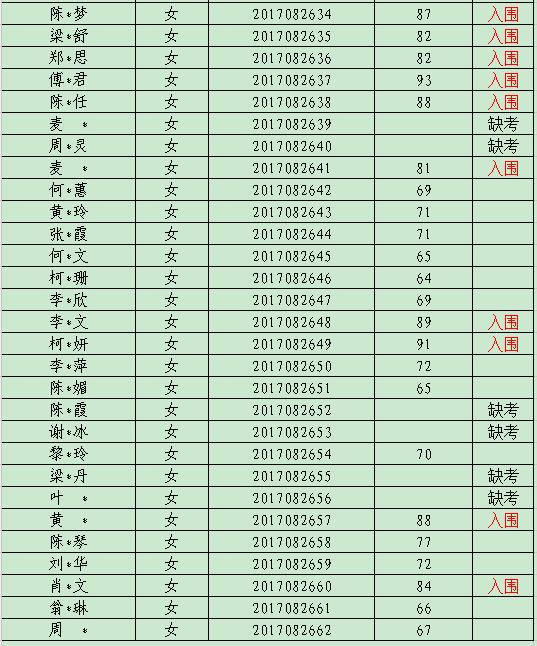 陈*梦 女 2017082634 87 入围
梁*舒 女 2017082635 82 入围
郑*思 女 2017082636 82 入围
傅*君 女 2017082637 93 入围
陈*任 女 2017082638 88 入围
麦 * 女 2017082639 缺考
周*炅 女 2017082640 缺考
麦 * 女 2017082641 81 入围
何*蕙 女 2017082642 69
黄*玲 女 2017082643 71
张*霞 女 2017082644 71
何*文 女 2017082645 65
柯*珊 女 2017082646 64
李*欣 女 2017082647 69
李*文 女 2017082648 89 入围
柯*妍 女 2017082649 91 入围
李*萍 女 2017082650 72
陈*媚 女 2017082651 65
陈*霞 女 2017082652 缺考
谢*冰 女 2017082653 缺考
黎*玲 女 2017082654 70
梁*丹 女 2017082655 缺考
叶 * 女 2017082656 缺考
黄 * 女 2017082657 88 入围
陈*琴 女 2017082658 77
刘*华 女 2017082659 72
肖*文 女 2017082660 84 入围
翁*琳 女 2017082661 66
周 * 女 2017082662 67